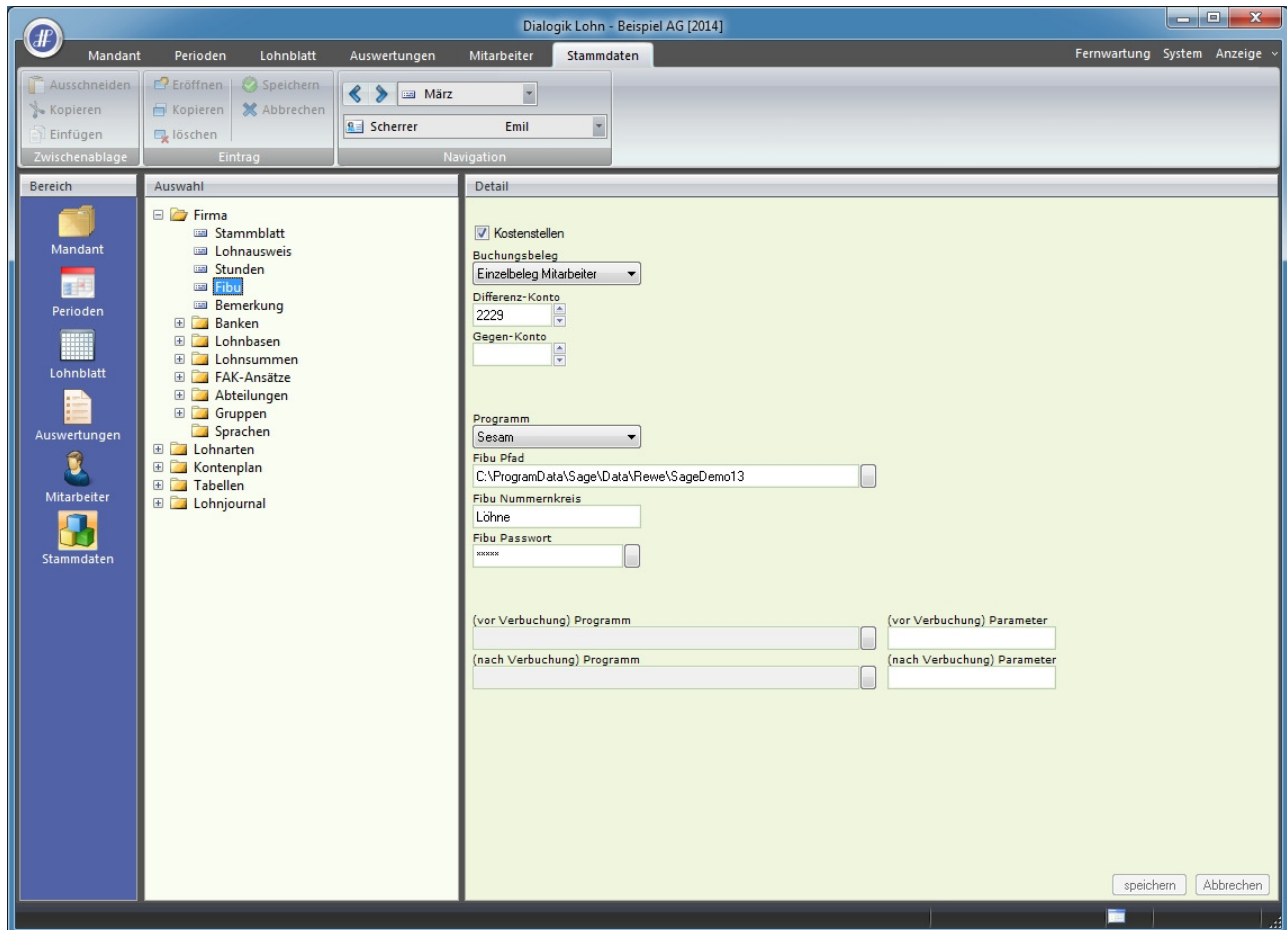 Dialogik Lohn - Beispiel AG [2014]
Mandant Perioden Lohnblatt Auswertungen Mitarbeiter Stammdaten Fernwartung System Anzeige
Ausschneiden
Kopieren
Einfügen
Zwischenablage
Eröffnen Speichern
Kopieren Abbrechen
löschen
Eintrag
März
Scherrer Emil
Navigation
Bereich
Mandant
Perioden
Lohnblatt
Auswertungen
Mitarbeiter
Stammdaten
Auswahl
Firma
Stammblatt
Lohnausweis
Stunden
Fibu
Bemerkung
Banken
Lohnbasen
Lohnsummen
FAK-Ansätze
Abteilungen
Gruppen
Sprachen
Lohnarten
Kontenplan
Tabellen
Lohnjournal
Detail
Kostenstellen
Buchungsbeleg
Einzelbeleg Mitarbeiter
Differenz-Konto
2229
Gegen-Konto
Programm
Sesam
Fibu Pfad
C:\ProgramData\Sage\Data\Rewe\SageDemo13
Fibu Nummernkreis
Löhne
Fibu Passwort
*****
(vor Verbuchung) Programm (vor Verbuchung) Parameter
(nach Verbuchung) Programm (nach Verbuchung) Parameter
speichern Abbrechen